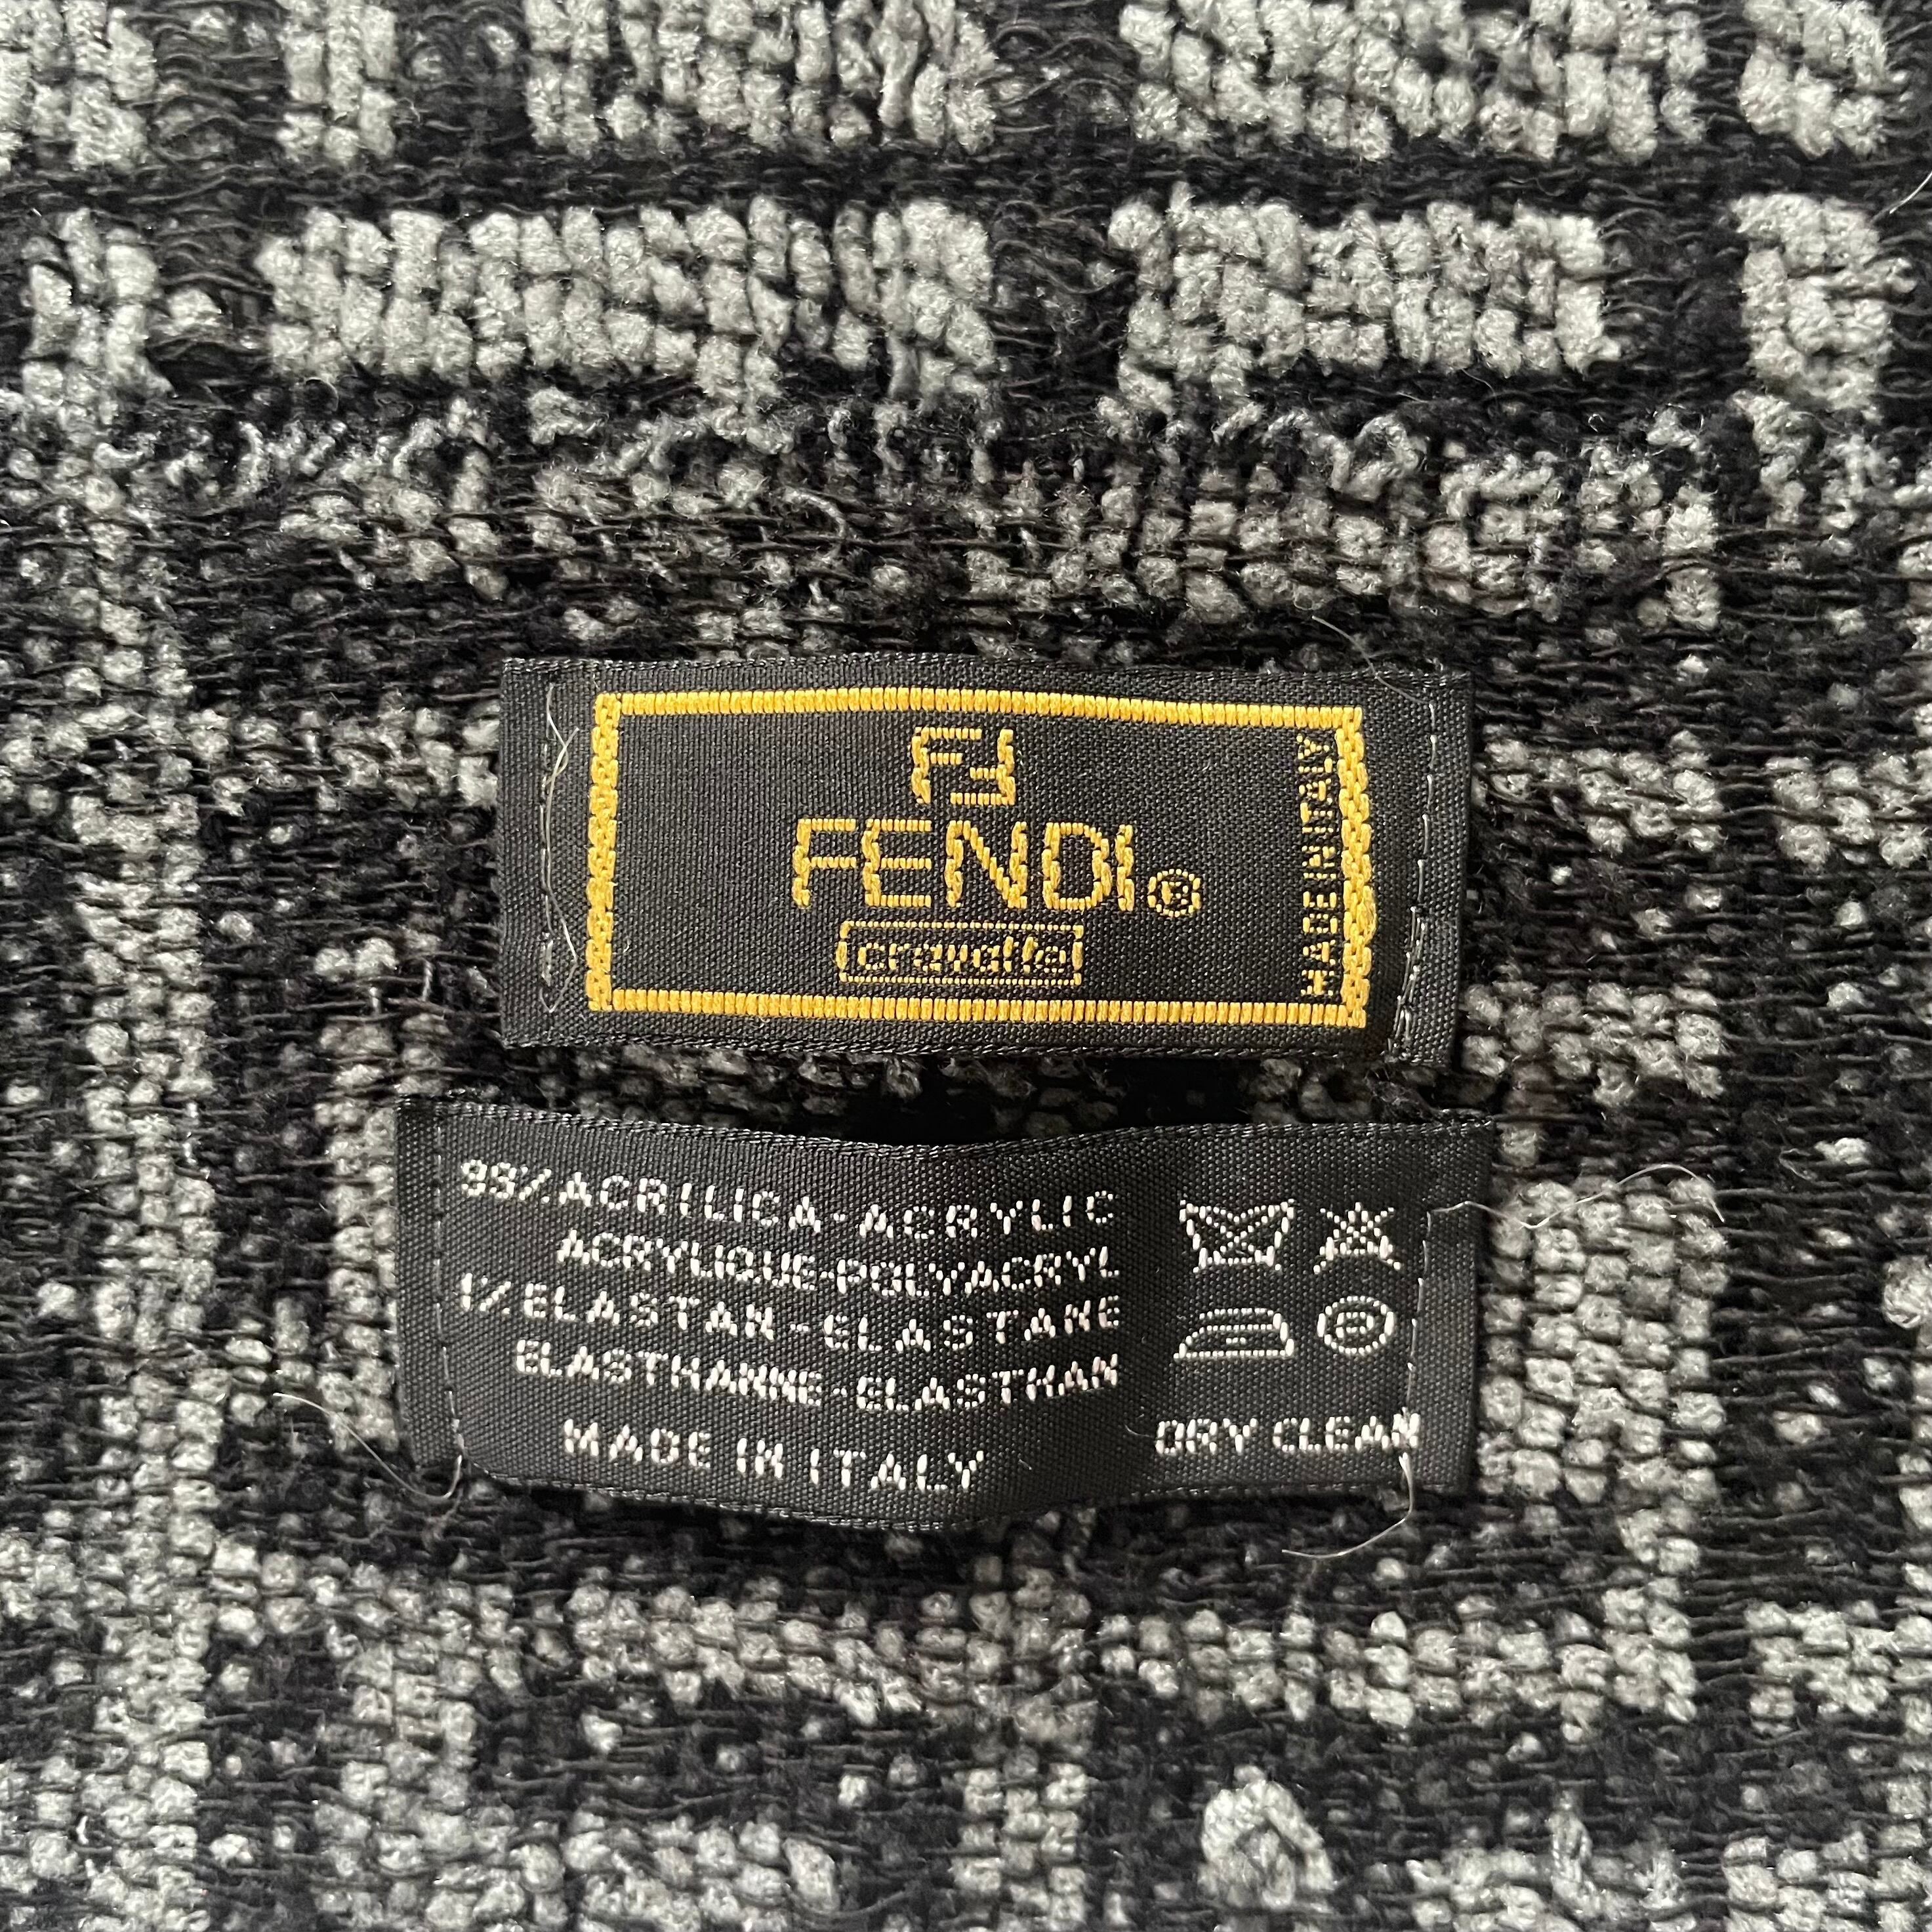 FF
FENDI®
cravatte
MADE IN ITALY
99% ACRILICA-ACRYLIC
ACRYLIQUE-POLYACRYL
1% ELASTAN-ELASTANE
ELASTHANNE-ELASTHAN
MADE IN ITALY
P
DRY CLEAN